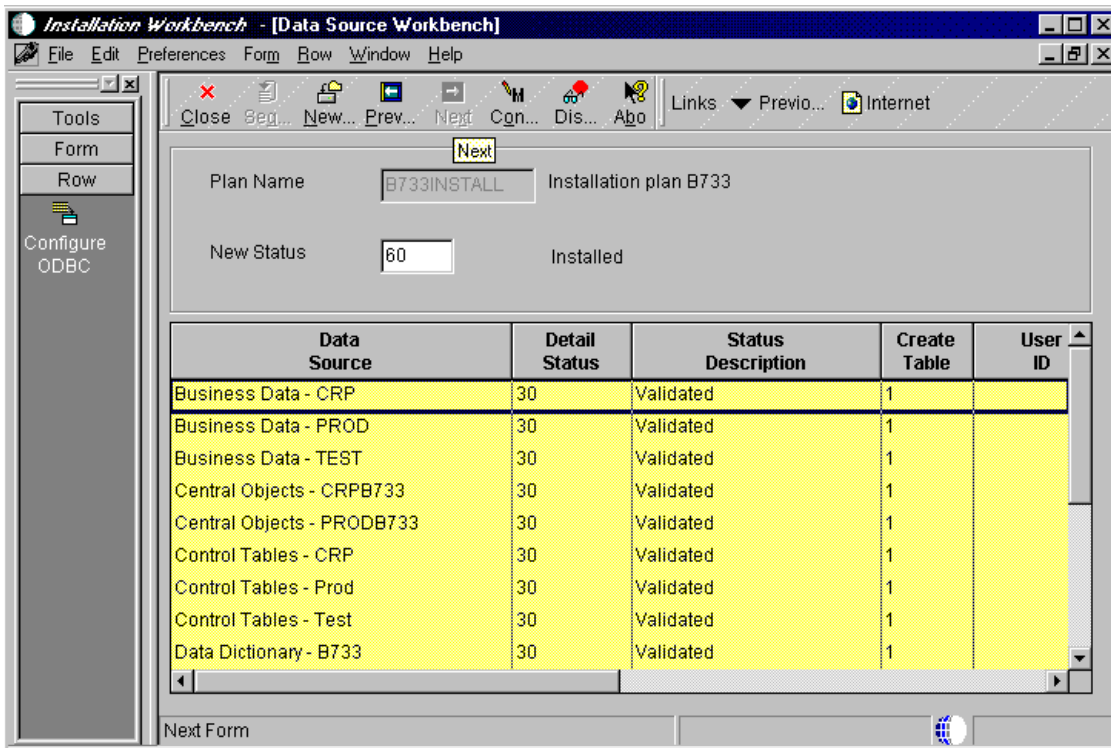 Installation Workbench - [Data Source Workbench]
File Edit Preferences Form Row Window Help
Tools
Form
Row
Configure
ODBC
Close Seq... New... Prev... Next Con... Dis... Abo Links Previo... Internet
Next
Plan Name B733INSTALL Installation plan B733
New Status 60 Installed
Data Source Detail Status Status Description Create Table User ID
Business Data - CRP 30 Validated 1
Business Data - PROD 30 Validated 1
Business Data - TEST 30 Validated 1
Central Objects - CRPB733 30 Validated 1
Central Objects - PRODB733 30 Validated 1
Control Tables - CRP 30 Validated 1
Control Tables - Prod 30 Validated 1
Control Tables - Test 30 Validated 1
Data Dictionary - B733 30 Validated 1
Next Form